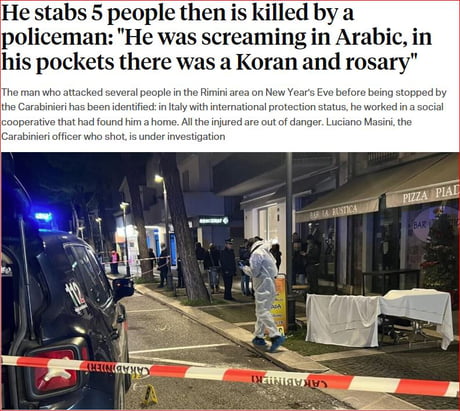 He stabs 5 people then is killed by a
policeman: "He was screaming in Arabic, in
his pockets there was a Koran and rosary"
The man who attacked several people in the Rimini area on New Year's Eve before being stopped by
the Carabinieri has been identified: in Italy with international protection status, he worked in a social
cooperative that had found him a home. All the injured are out of danger. Luciano Masini, the
Carabinieri officer who shot, is under investigation
BAR LA RUSTICA
PIZZA PIAD
BAR
112
CARABINIERI
CARABINIERI